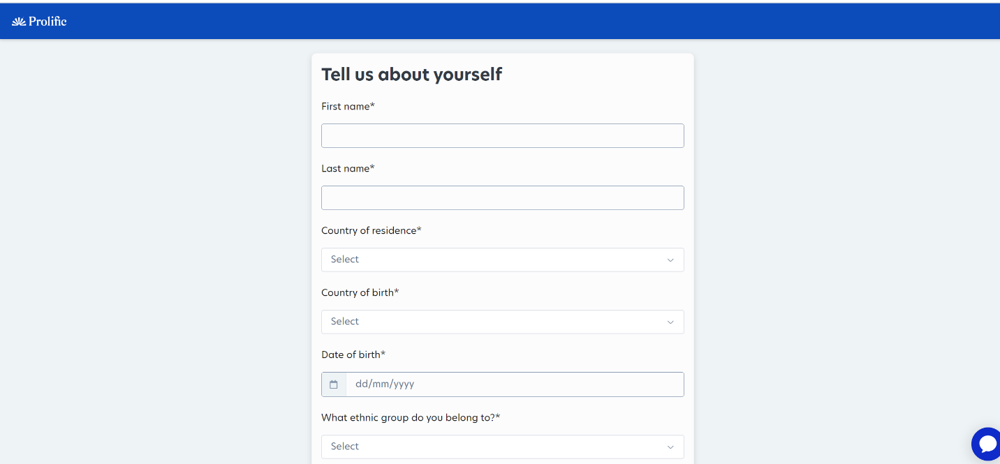 Prolific
Tell us about yourself
First name*
Last name*
Country of residence*
Select
Country of birth*
Select
Date of birth*
dd/mm/yyyy
What ethnic group do you belong to?*
Select